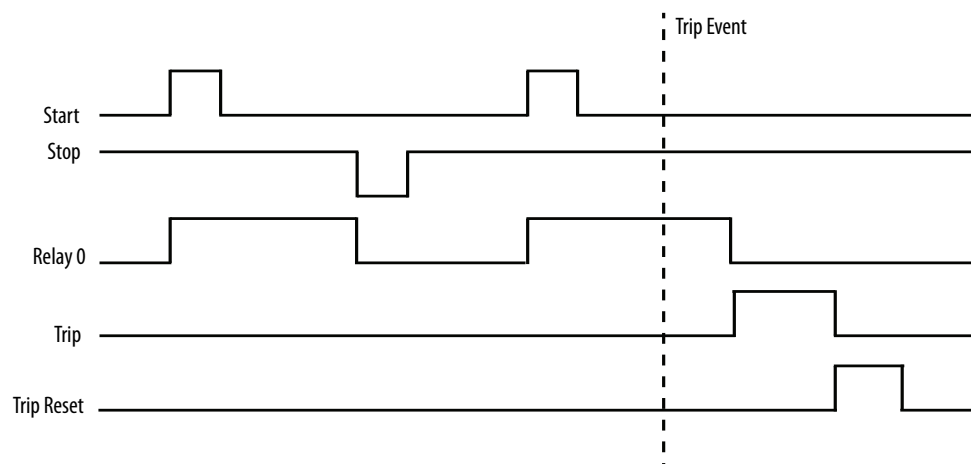 Trip Event
Start
Stop
Relay 0
Trip
Trip Reset